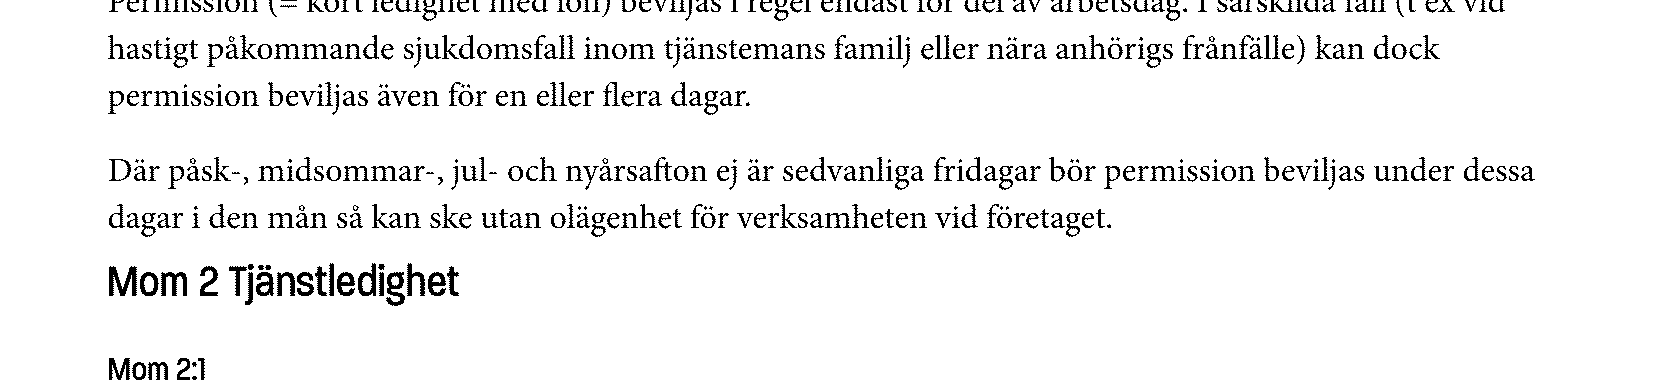 Permission (= kort ledighet med lön) beviljas i regel endast för del av arbetsdag. I särskilda fall (t ex vid
hastigt påkommande sjukdomsfall inom tjänstemans familj eller nära anhörigs frånfälle) kan dock
permission beviljas även för en eller flera dagar.
Där påsk-, midsommar-, jul- och nyårsafton ej är sedvanliga fridagar bör permission beviljas under dessa
dagar i den mån så kan ske utan olägenhet för verksamheten vid företaget.
Mom 2 Tjänstledighet
Mom 2:1